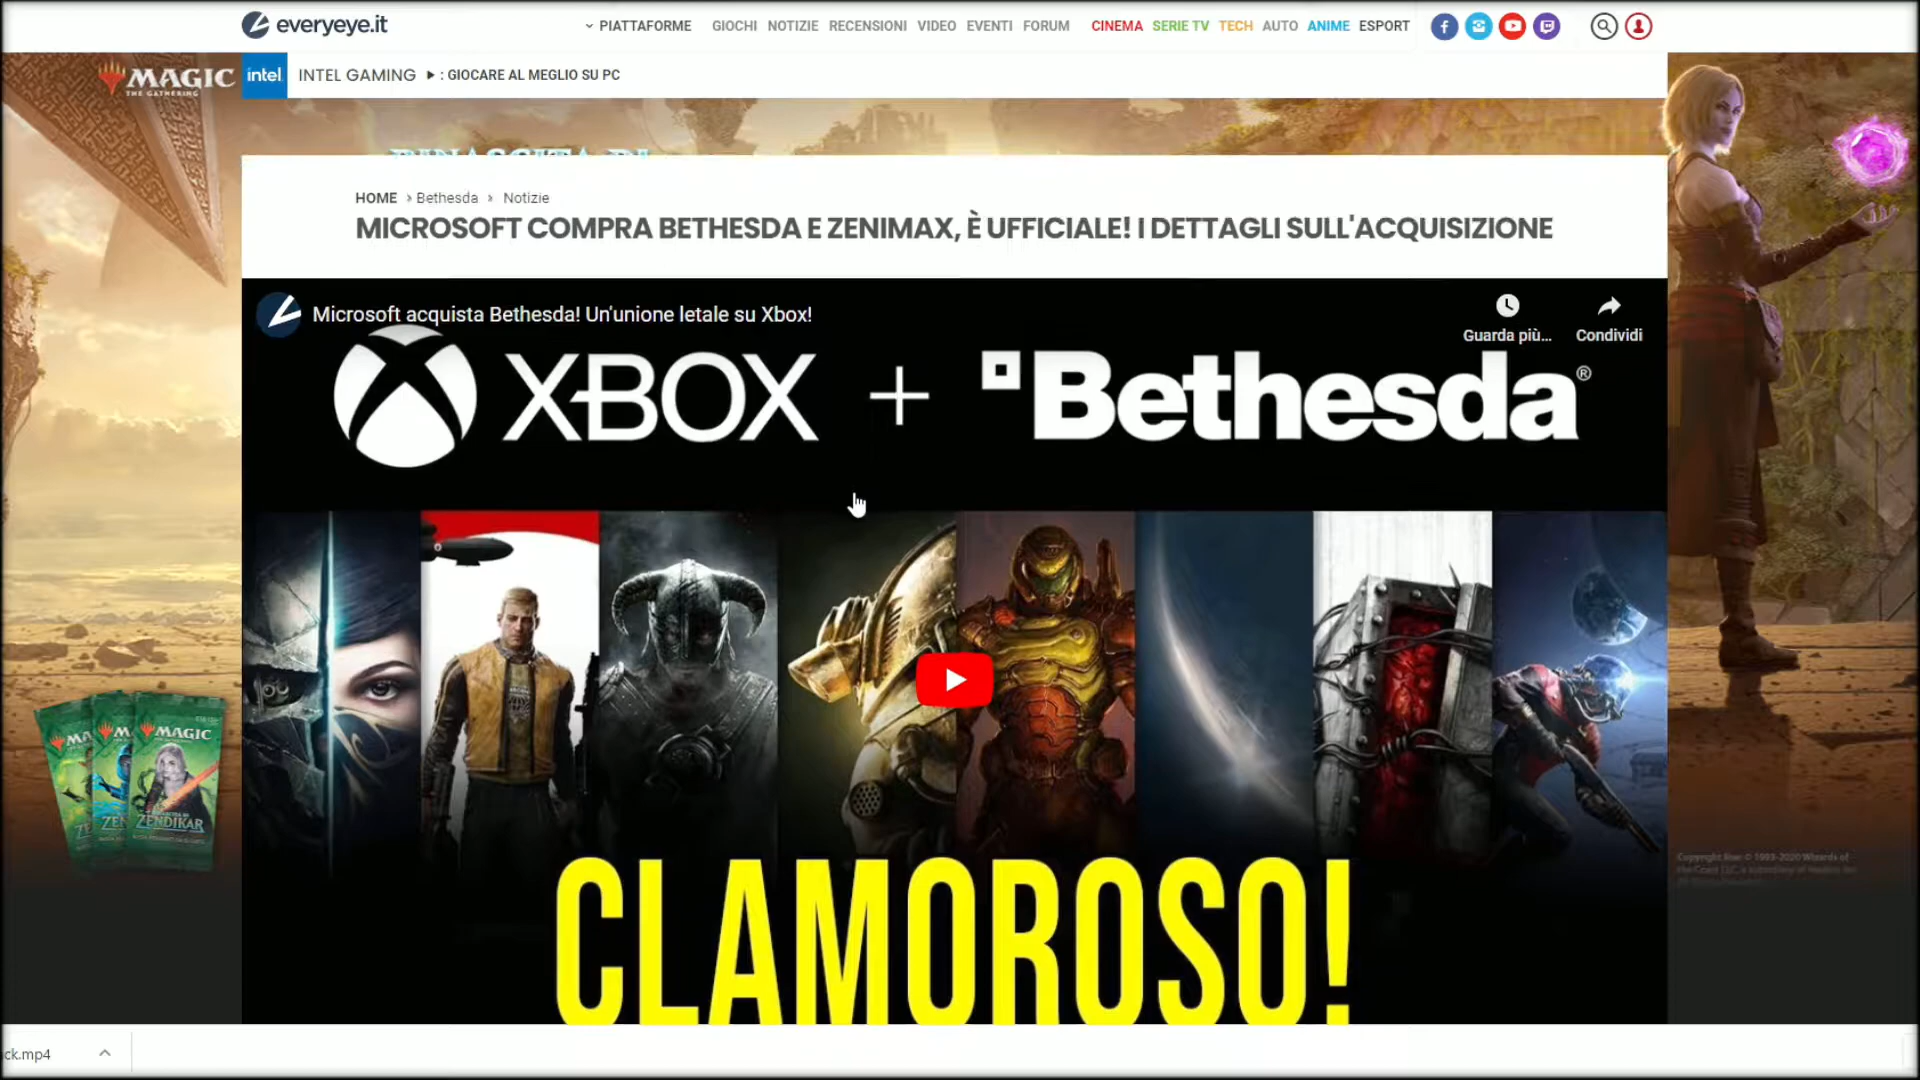 everyeye.it
PIATTAFORME GIOCHI NOTIZIE RECENSIONI VIDEO EVENTI FORUM CINEMA SERIE TV TECH AUTO ANIME ESPORT
MAGIC
THE GATHERING
intel
INTEL GAMING : GIOCARE AL MEGLIO SU PC
HOME > Bethesda > Notizie
MICROSOFT COMPRA BETHESDA E ZENIMAX, È UFFICIALE! I DETTAGLI SULL'ACQUISIZIONE
Microsoft acquista Bethesda! Un'unione letale su Xbox!
Guarda più...
Condividi
XBOX + Bethesda®
MAGIC
ZENDIKAR
CLAMOROSO!
ck.mp4